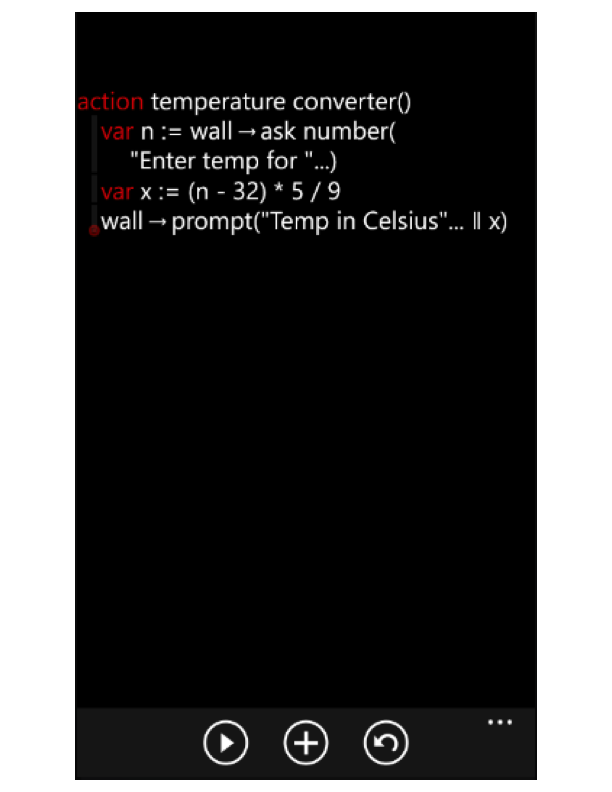 action temperature converter()
var n := wall → ask number(
"Enter temp for "...)
var x := (n - 32) * 5 / 9
wall → prompt("Temp in Celsius"... ‖ x)